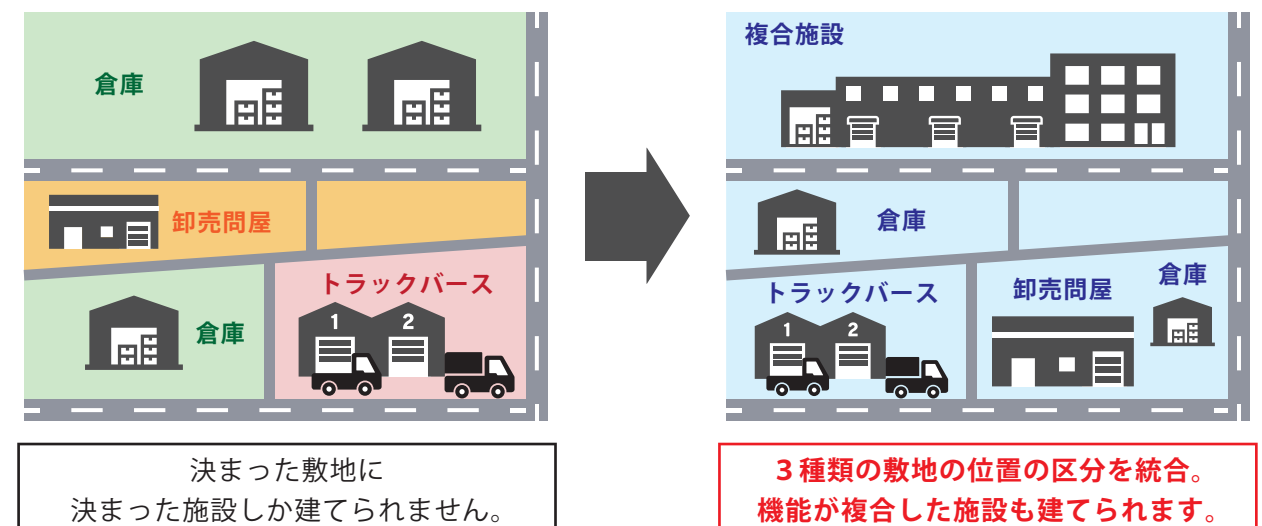 倉庫
卸売問屋
トラックバース
1 2
倉庫
決まった敷地に
決まった施設しか建てられません。
複合施設
倉庫
トラックバース
1 2
卸売問屋
倉庫
３種類の敷地の位置の区分を統合。
機能が複合した施設も建てられます。